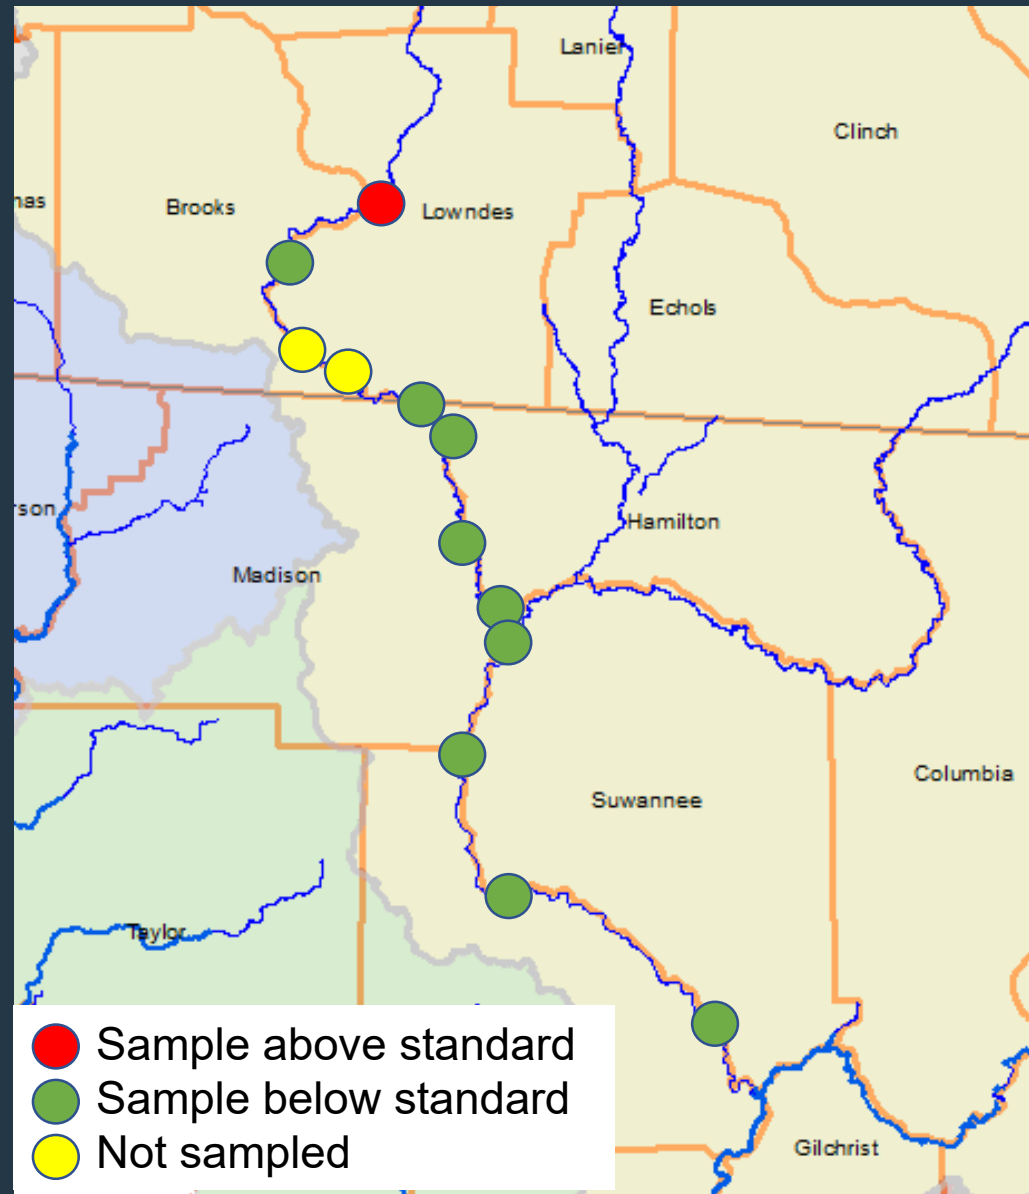 Lanier
Clinch
nas
Brooks
Lowndes
Echols
rson
Hamilton
Madison
Columbia
Suwannee
Taylor
Gilchrist
Sample above standard
Sample below standard
Not sampled